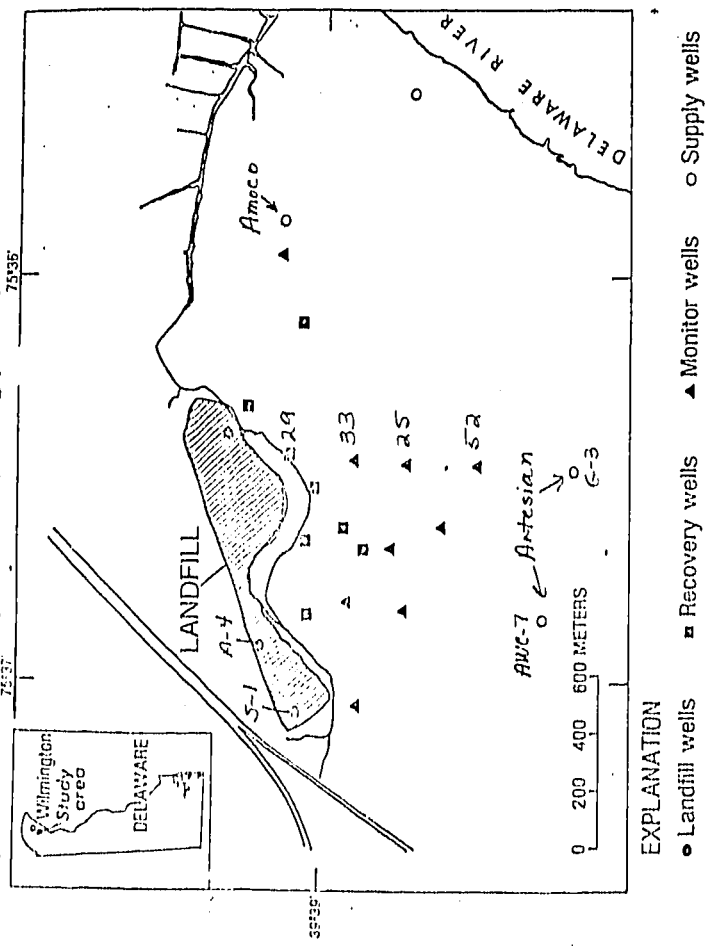 75°37'
75°36'
39°39'
Wilmington
Study
area
DELAWARE
LANDFILL
S-1
A-4
29
33
25
52
Amoco
DELAWARE RIVER
AWC-7
Artesian
C-3
0 200 400 600 METERS
EXPLANATION
Landfill wells
Recovery wells
Monitor wells
Supply wells